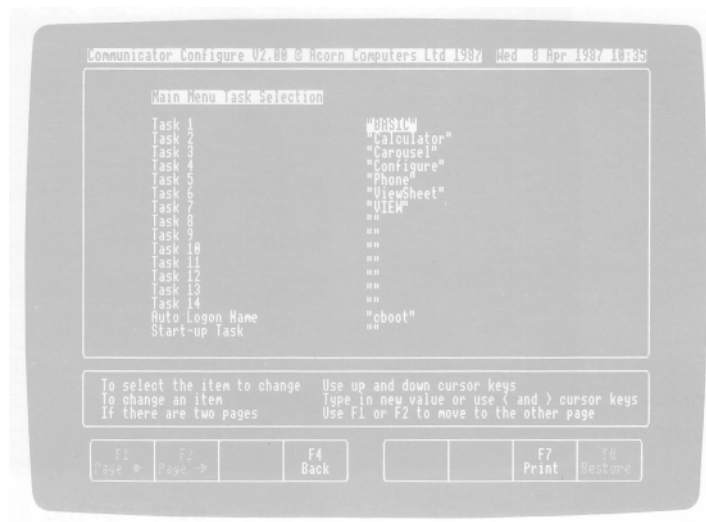 Communicator Configure V2.00 © Acorn Computers Ltd 1987 Wed 8 Apr 1987 10:35
Main Menu Task Selection
Task 1 "BASIC"
Task 2 "Calculator"
Task 3 "Carousel"
Task 4 "Configure"
Task 5 "Phone"
Task 6 "ViewSheet"
Task 7 "VIEW"
Task 8 ""
Task 9 ""
Task 10 ""
Task 11 ""
Task 12 ""
Task 13 ""
Task 14 ""
Auto Logon Name "cboot"
Start-up Task ""
To select the item to change Use up and down cursor keys
To change an item Type in new value or use < and > cursor keys
If there are two pages Use F1 or F2 to move to the other page
F1 F2 F4 F7 F8
Page Page Back Print Restore